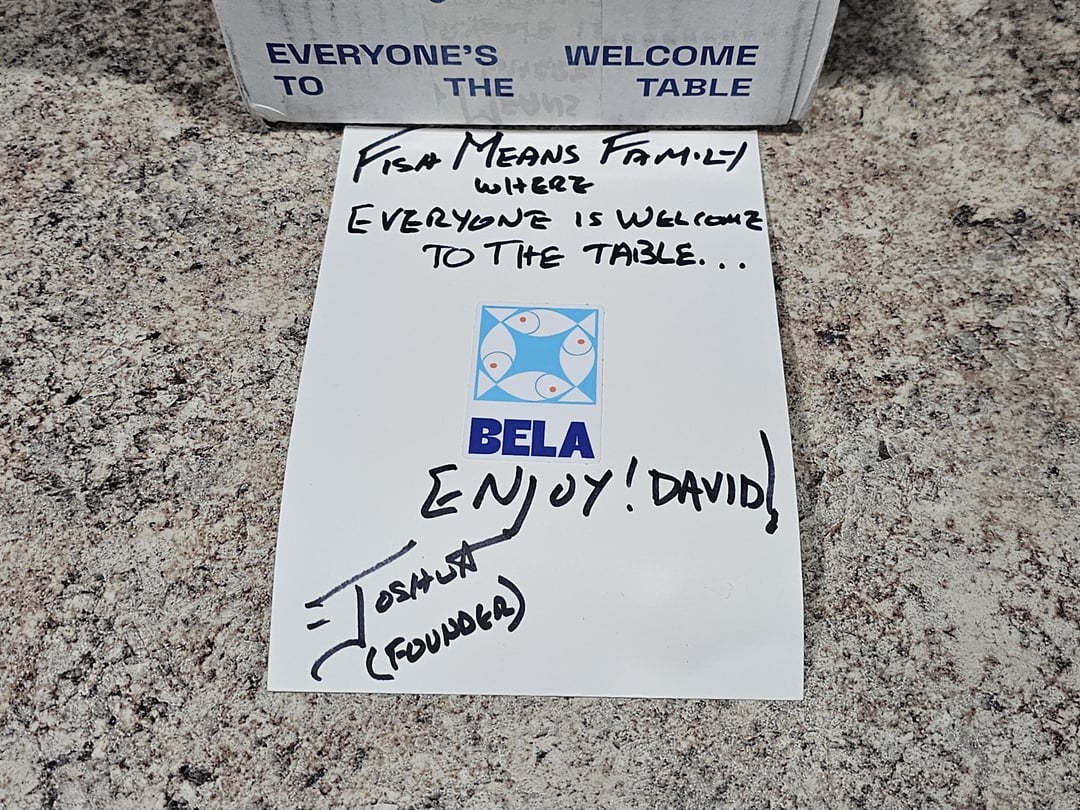 EVERYONE'S WELCOME
TO THE TABLE
FISH MEANS FAMILY
WHERE
EVERYONE IS WELCOME
TO THE TABLE...
BELA
ENJOY! DAVID!
-JOSHUA
(FOUNDER)